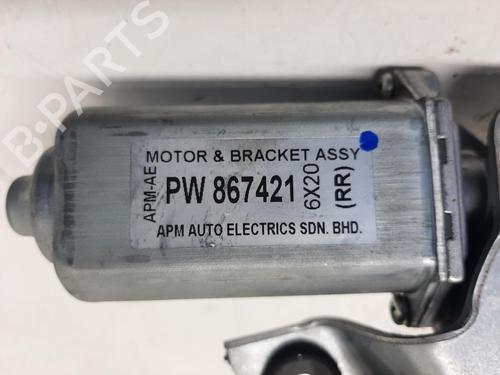 B-PARTS
MOTOR & BRACKET ASSY
APM-AE
PW 867421
6X20
(RR)
APM AUTO ELECTRICS SDN. BHD.